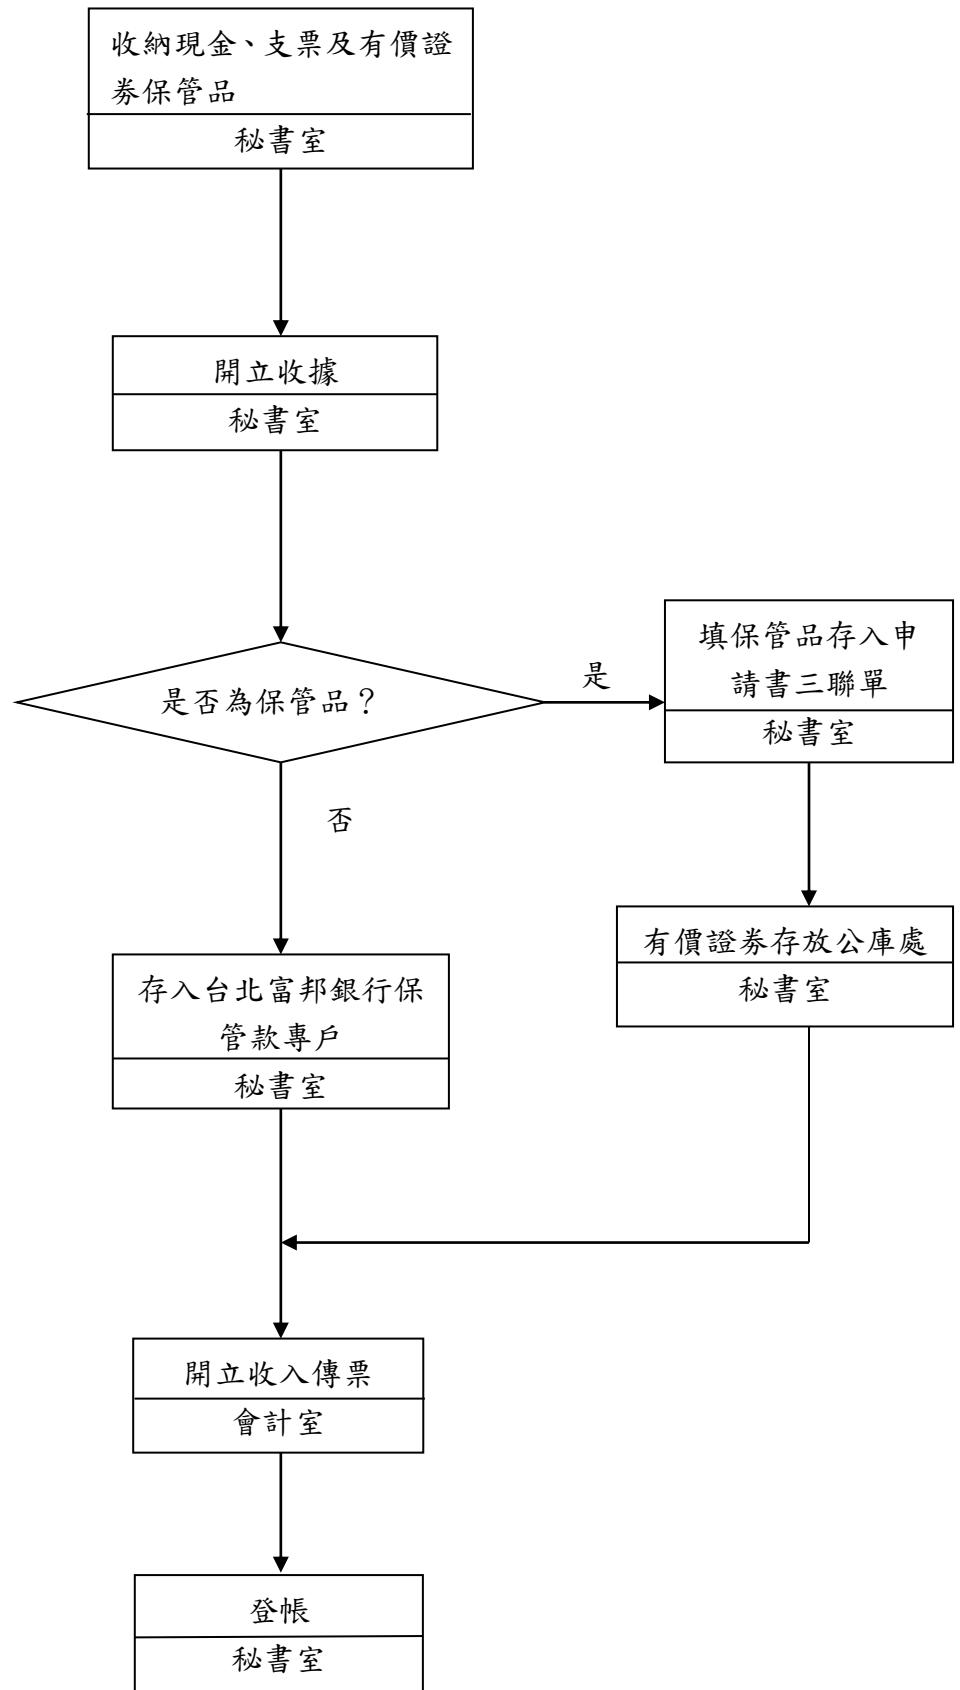 收納現金、支票及有價證
券保管品
秘書室
開立收據
秘書室
是否為保管品？
是
填保管品存入申
請書三聯單
秘書室
否
有價證券存放公庫處
秘書室
存入台北富邦銀行保
管款專戶
秘書室
開立收入傳票
會計室
登帳
秘書室